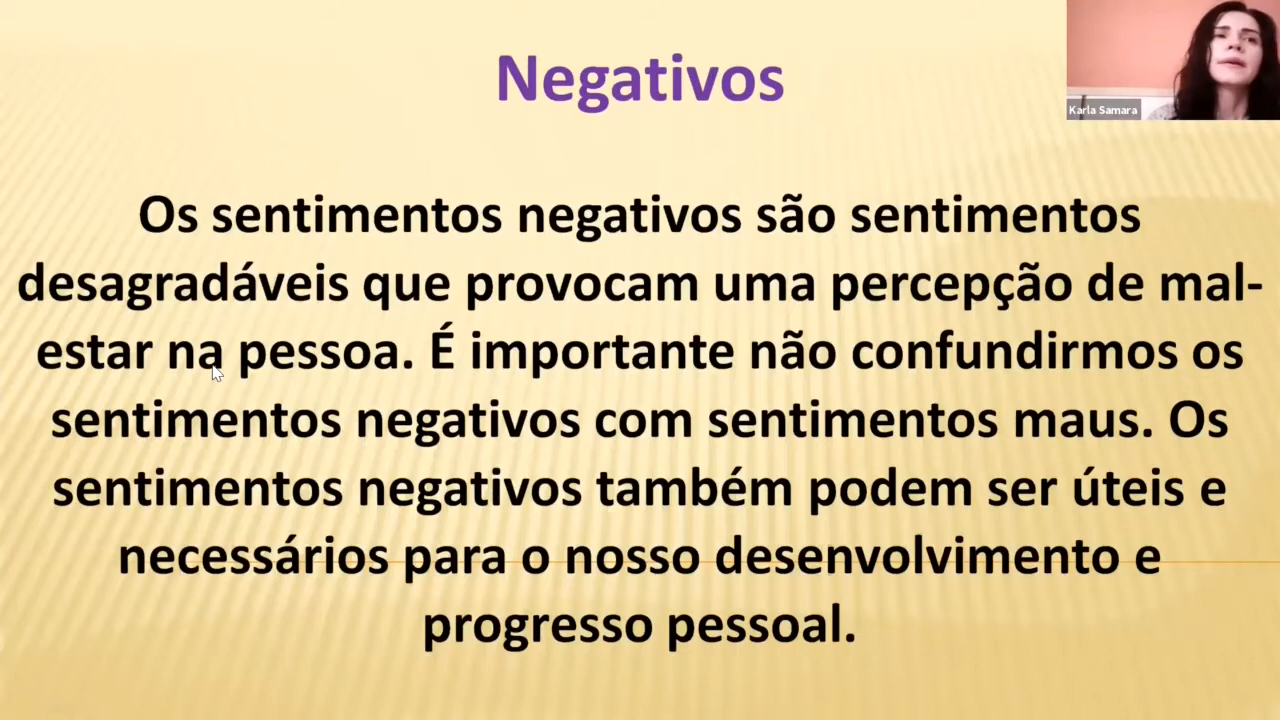 Negativos
Karla Samara
Os sentimentos negativos são sentimentos
desagradáveis que provocam uma percepção de mal-
estar na pessoa. É importante não confundirmos os
sentimentos negativos com sentimentos maus. Os
sentimentos negativos também podem ser úteis e
necessários para o nosso desenvolvimento e
progresso pessoal.